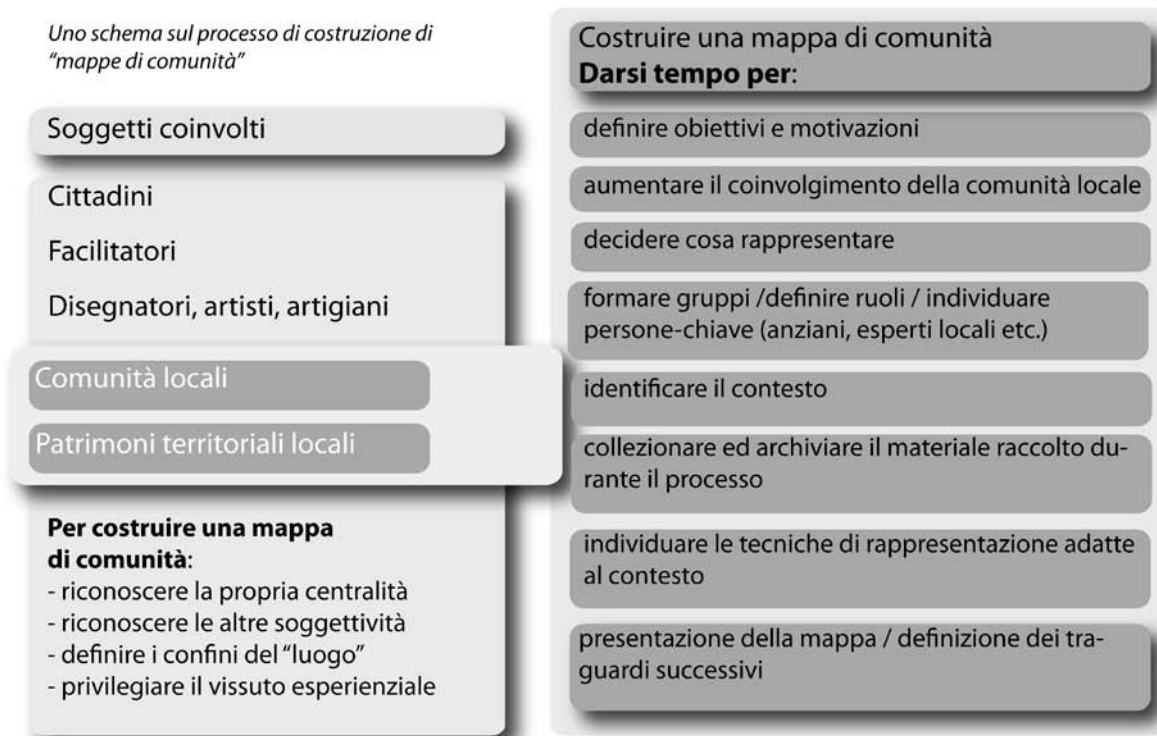 Uno schema sul processo di costruzione di
“mappe di comunità”
Soggetti coinvolti
Cittadini
Facilitatori
Disegnatori, artisti, artigiani
Comunità locali
Patrimoni territoriali locali
Per costruire una mappa
di comunità:
- riconoscere la propria centralità
- riconoscere le altre soggettività
- definire i confini del “luogo”
- privilegiare il vissuto esperienziale
Costruire una mappa di comunità
Darsi tempo per:
definire obiettivi e motivazioni
aumentare il coinvolgimento della comunità locale
decidere cosa rappresentare
formare gruppi /definire ruoli / individuare
persone-chiave (anziani, esperti locali etc.)
identificare il contesto
collezionare ed archiviare il materiale raccolto du-
rante il processo
individuare le tecniche di rappresentazione adatte
al contesto
presentazione della mappa / definizione dei tra-
guardi successivi